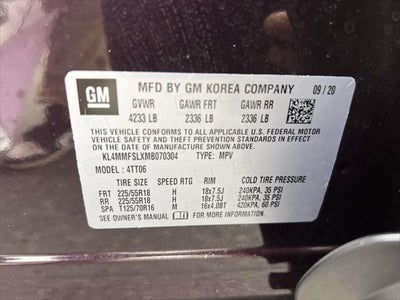 GM
MFD BY GM KOREA COMPANY 09/20
GVWR GAWR FRT GAWR RR
4233 LB 2336 LB 2336 LB
THIS VEHICLE CONFORMS TO ALL APPLICABLE U.S. FEDERAL MOTOR
VEHICLE SAFETY AND THEFT PREVENTION STANDARDS IN EFFECT ON
THE DATE OF MANUFACTURE SHOWN ABOVE.
KL4MMFSLXMB070304 TYPE: MPV
MODEL: 4TT06
TIRE SIZE SPEED RTG RIM COLD TIRE PRESSURE
FRT 225/55R18 H 18x7.5J 240KPA, 35 PSI
RR 225/55R18 H 18x7.5J 240KPA, 35 PSI
SPA T125/70R16 M 16x4.0BT 420KPA, 60 PSI
SEE OWNER'S MANUAL FOR MORE INFORMATION.